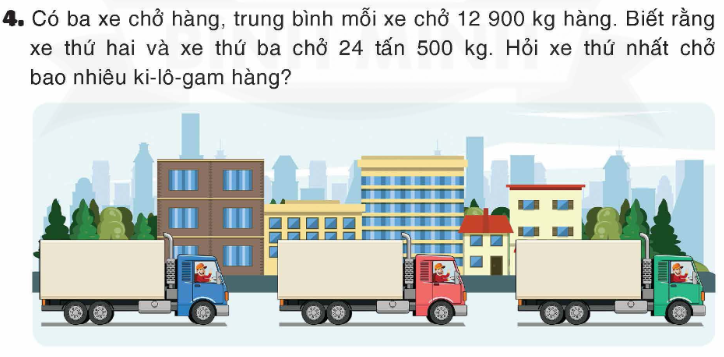 4. Có ba xe chở hàng, trung bình mỗi xe chở 12 900 kg hàng. Biết rằng
xe thứ hai và xe thứ ba chở 24 tấn 500 kg. Hỏi xe thứ nhất chở
bao nhiêu ki-lô-gam hàng?